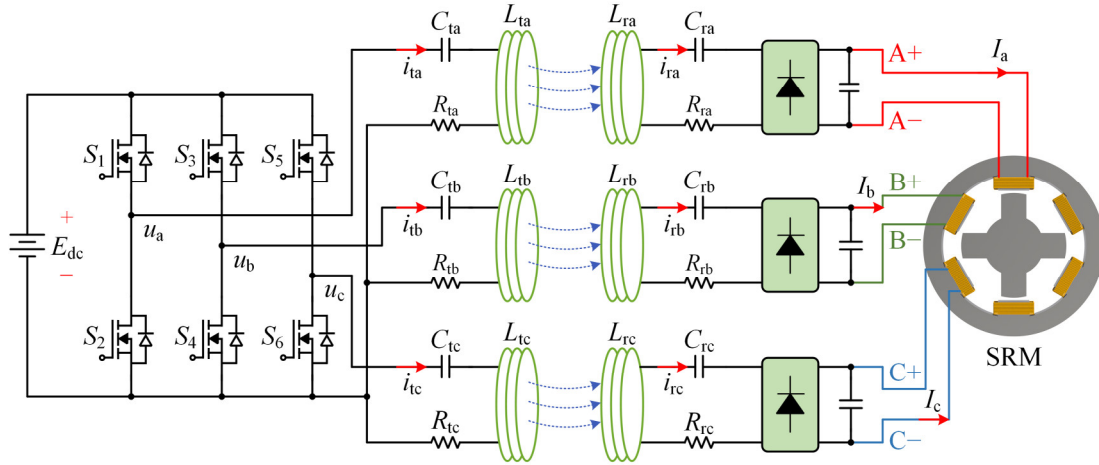 C_ta
L_ta
L_ra
C_ra
A+
I_a
i_ta
i_ra
R_ta
R_ra
A−
S_1
S_3
S_5
C_tb
L_tb
L_rb
C_rb
I_b
B+
+
E_dc
−
u_a
u_b
u_c
i_tb
i_rb
B−
R_tb
R_rb
S_2
S_4
S_6
C_tc
L_tc
L_rc
C_rc
SRM
i_tc
i_rc
C+
I_c
R_tc
R_rc
C−